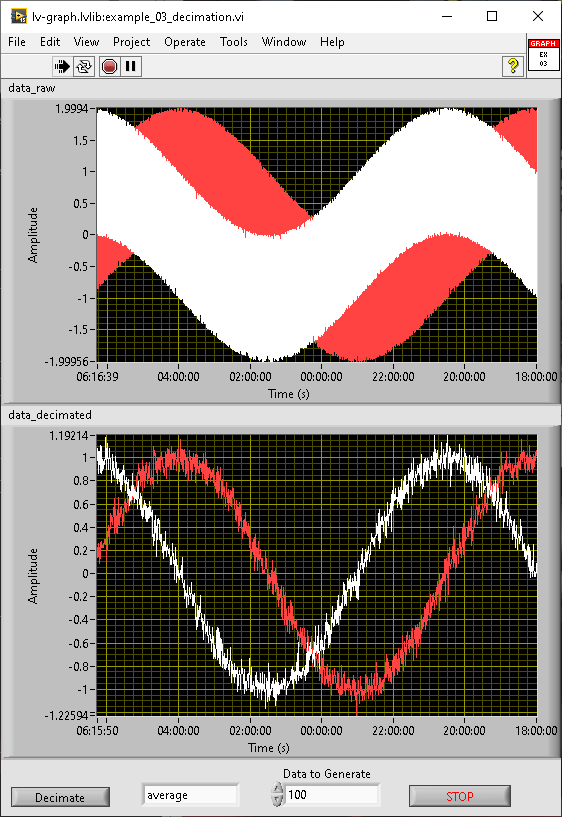 lv-graph.lvlib:example_03_decimation.vi
File Edit View Project Operate Tools Window Help
GRAPH
EX
03
?
data_raw
1.9994
1.5
1
0.5
0
-0.5
-1
-1.5
-1.99956
Amplitude
06:16:39 04:00:00 02:00:00 00:00:00 22:00:00 20:00:00 18:00:00
Time (s)
data_decimated
1.19214
1
0.8
0.6
0.4
0.2
0
-0.2
-0.4
-0.6
-0.8
-1
-1.22594
Amplitude
06:15:50 04:00:00 02:00:00 00:00:00 22:00:00 20:00:00 18:00:00
Time (s)
Data to Generate
Decimate average 100 STOP